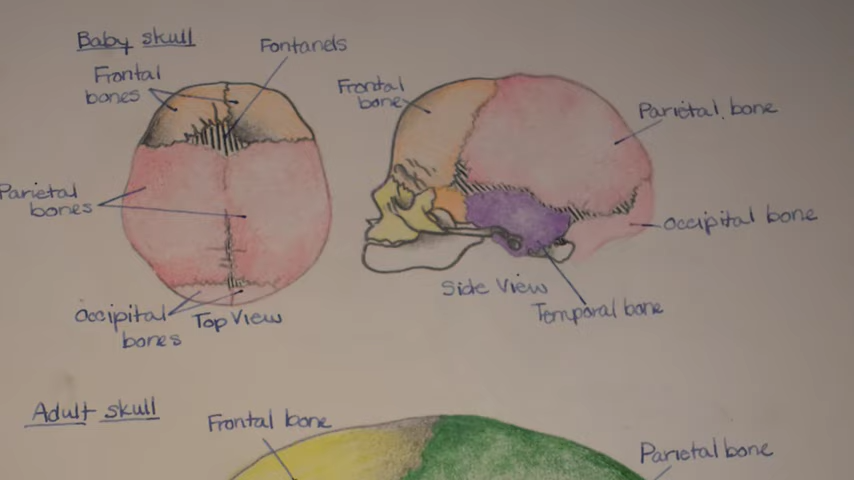 Baby skull
Fontanels
Frontal
bones
Frontal
bone
Parietal bone
Parietal
bones
Occipital bone
Side View
Temporal bone
Occipital
bones
Top View
Adult skull
Frontal bone
Parietal bone